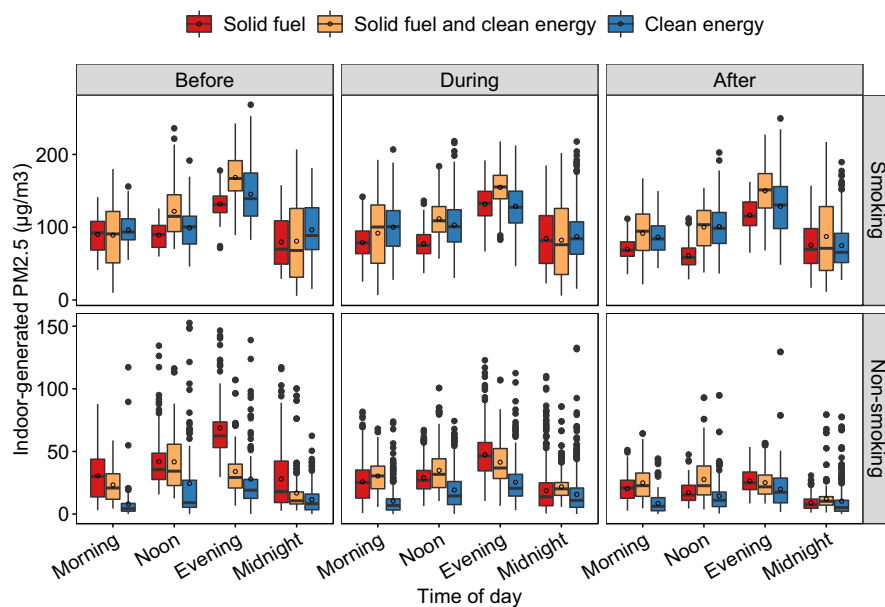 Solid fuel Solid fuel and clean energy Clean energy
Before During After
Indoor-generated PM2.5 (μg/m3)
200
100
0
Smoking
150
100
50
0
Non-smoking
Morning Noon Evening Midnight Morning Noon Evening Midnight Morning Noon Evening Midnight
Time of day